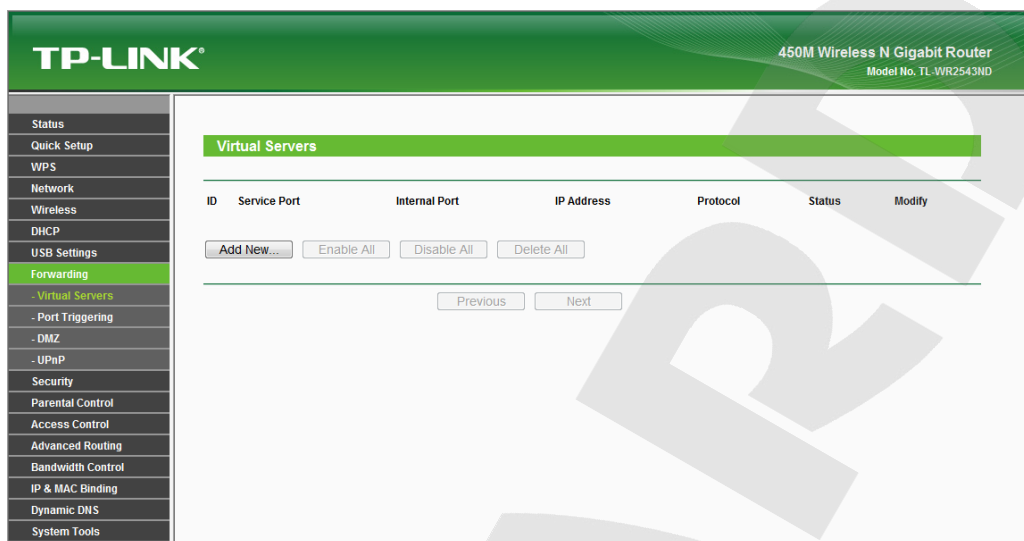 TP-LINK®
450M Wireless N Gigabit Router
Model No. TL-WR2543ND
Status
Quick Setup
WPS
Network
Wireless
DHCP
USB Settings
Forwarding
- Virtual Servers
- Port Triggering
- DMZ
- UPnP
Security
Parental Control
Access Control
Advanced Routing
Bandwidth Control
IP & MAC Binding
Dynamic DNS
System Tools
Virtual Servers
ID Service Port Internal Port IP Address Protocol Status Modify
Add New... Enable All Disable All Delete All
Previous Next